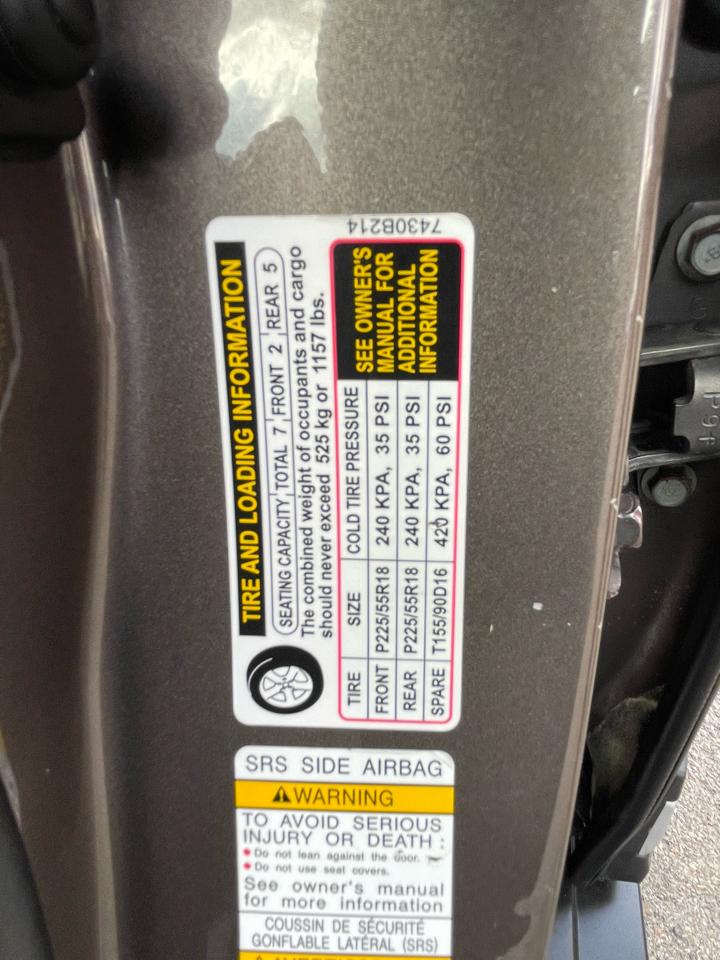 7430B214
TIRE AND LOADING INFORMATION
SEATING CAPACITY TOTAL 7 FRONT 2 REAR 5
The combined weight of occupants and cargo
should never exceed 525 kg or 1157 lbs.
TIRE SIZE COLD TIRE PRESSURE
FRONT P225/55R18 240 KPA, 35 PSI
REAR P225/55R18 240 KPA, 35 PSI
SPARE T155/90D16 420 KPA, 60 PSI
SEE OWNER'S
MANUAL FOR
ADDITIONAL
INFORMATION
SRS SIDE AIRBAG
WARNING
TO AVOID SERIOUS
INJURY OR DEATH :
Do not lean against the door.
Do not use seat covers.
See owner's manual
for more information
COUSSIN DE SÉCURITÉ
GONFLABLE LATÉRAL (SRS)